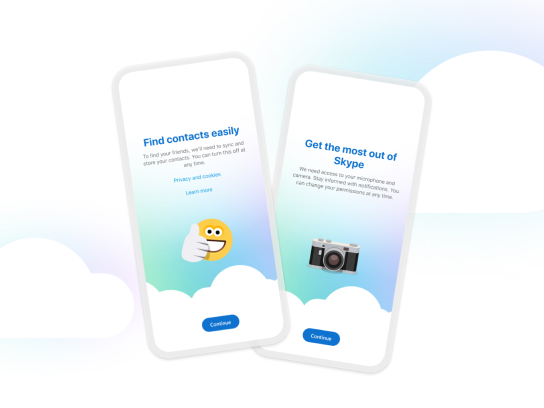 Find contacts easily
To find your friends, we'll need to sync and
store your contacts. You can turn this off at
any time.
Privacy and cookies
Learn more
Continue
Get the most out of
Skype
We need access to your microphone and
camera. Stay informed with notifications. You
can change your permissions at any time.
Continue